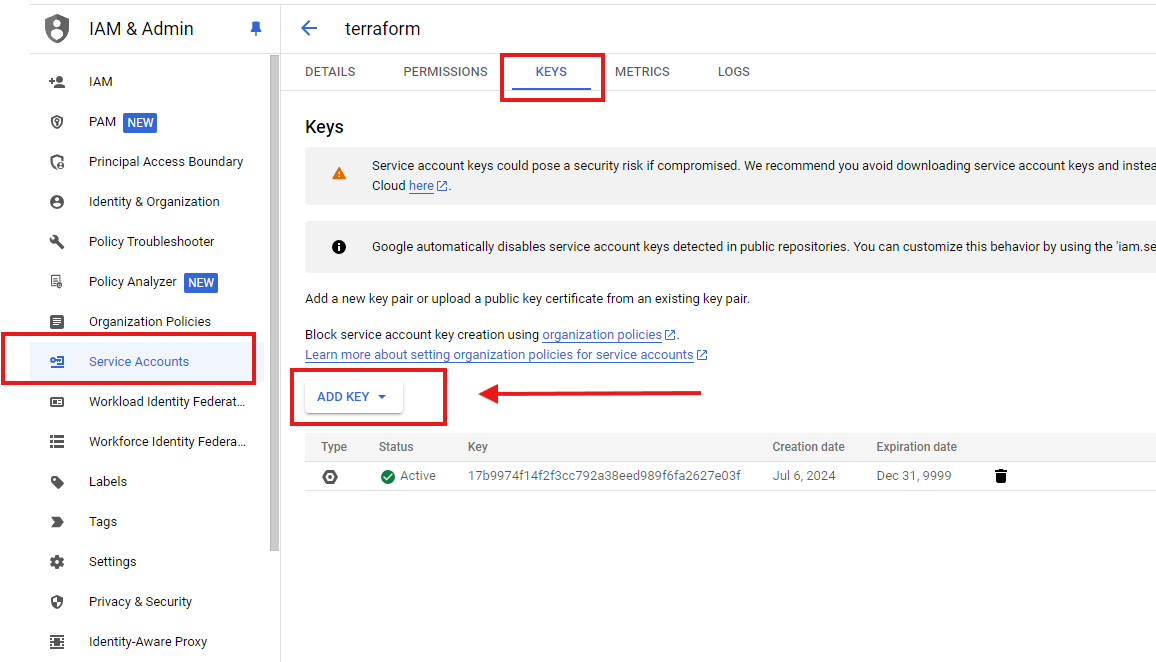 IAM & Admin
terraform
IAM
PAM NEW
Principal Access Boundary
Identity & Organization
Policy Troubleshooter
Policy Analyzer NEW
Organization Policies
Service Accounts
Workload Identity Federat...
Workforce Identity Federa...
Labels
Tags
Settings
Privacy & Security
Identity-Aware Proxy
DETAILS PERMISSIONS KEYS METRICS LOGS
Keys
Service account keys could pose a security risk if compromised. We recommend you avoid downloading service account keys and instea
Cloud here .
Google automatically disables service account keys detected in public repositories. You can customize this behavior by using the 'iam.se
Add a new key pair or upload a public key certificate from an existing key pair.
Block service account key creation using organization policies .
Learn more about setting organization policies for service accounts
ADD KEY
Type Status Key Creation date Expiration date
Active 17b9974f14f2f3cc792a38eed989f6fa2627e03f Jul 6, 2024 Dec 31, 9999